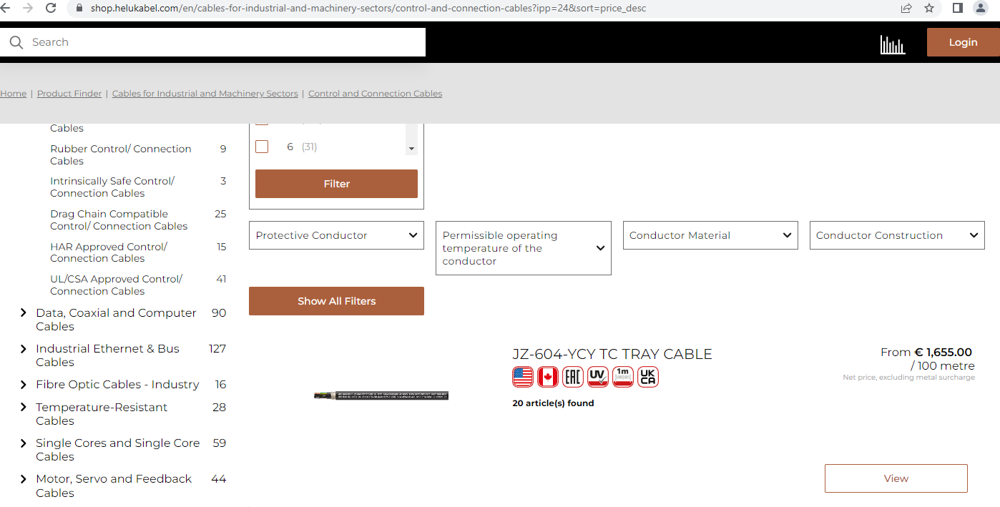 shop.helukabel.com/en/cables-for-industrial-and-machinery-sectors/control-and-connection-cables?ipp=24&sort=price_desc
Search
Login
Home | Product Finder | Cables for Industrial and Machinery Sectors | Control and Connection Cables
Cables
Rubber Control/ Connection 9
Cables
Intrinsically Safe Control/ 3
Connection Cables
Drag Chain Compatible 25
Control/ Connection Cables
HAR Approved Control/ 15
Connection Cables
UL/CSA Approved Control/ 41
Connection Cables
Data, Coaxial and Computer 90
Cables
Industrial Ethernet & Bus 127
Cables
Fibre Optic Cables - Industry 16
Temperature-Resistant 28
Cables
Single Cores and Single Core 59
Cables
Motor, Servo and Feedback 44
Cables
6 (31)
Filter
Protective Conductor
Permissible operating
temperature of the
conductor
Conductor Material
Conductor Construction
Show All Filters
JZ-604-YCY TC TRAY CABLE
EAC
UV
1m
UK
CA
20 article(s) found
From € 1,655.00
/ 100 metre
Net price, excluding metal surcharge
View